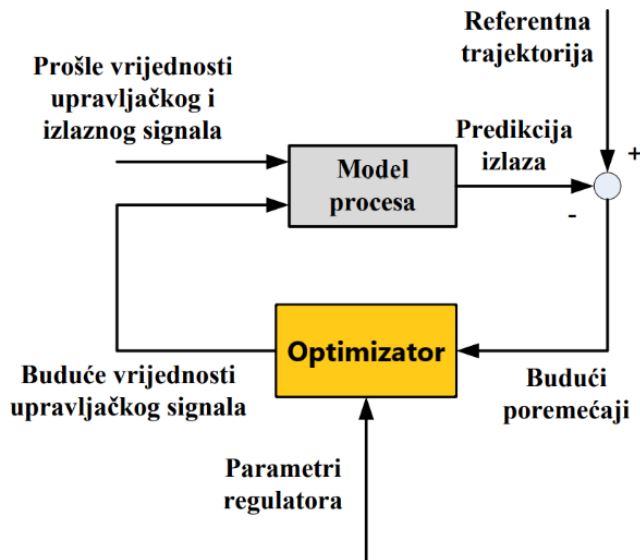 Referentna
trajektorija
Prošle vrijednosti
upravljačkog i
izlaznog signala
Predikcija
izlaza
+
-
Model
procesa
Optimizator
Buduće vrijednosti
upravljačkog signala
Budući
poremećaji
Parametri
regulatora